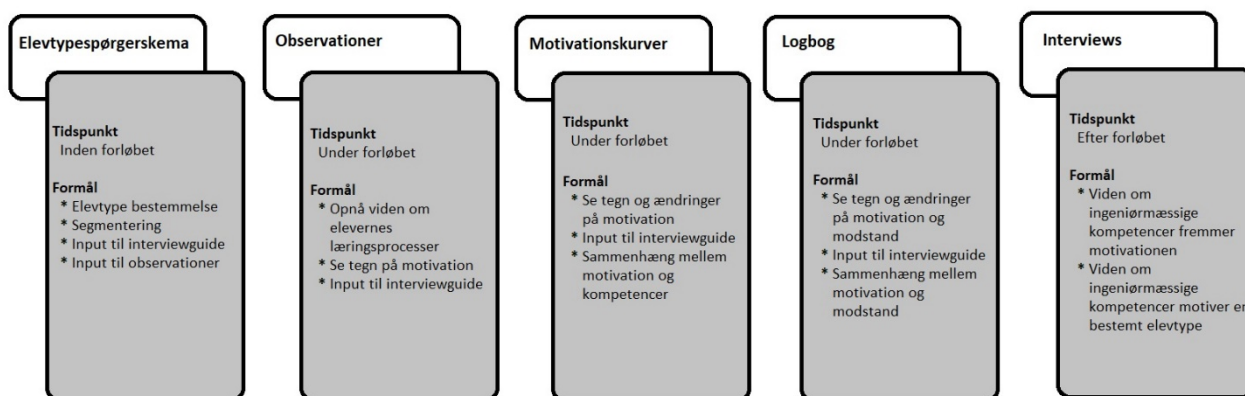 Elevtypespørgerskema
Tidspunkt
Inden forløbet
Formål
* Elevtype bestemmelse
* Segmentering
* Input til interviewguide
* Input til observationer
Observationer
Tidspunkt
Under forløbet
Formål
* Opnå viden om
elevernes
læringsprocesser
* Se tegn på motivation
* Input til interviewguide
Motivationskurver
Tidspunkt
Under forløbet
Formål
* Se tegn og ændringer
på motivation
* Input til interviewguide
* Sammenhæng mellem
motivation og
kompetencer
Logbog
Tidspunkt
Under forløbet
Formål
* Se tegn og ændringer
på motivation og
modstand
* Input til interviewguide
* Sammenhæng mellem
motivation og
modstand
Interviews
Tidspunkt
Efter forløbet
Formål
* Viden om
ingeniørmæssige
kompetencer fremmer
motivationen
* Viden om
ingeniørmæssige
kompetencer motiver en
bestemt elevtype